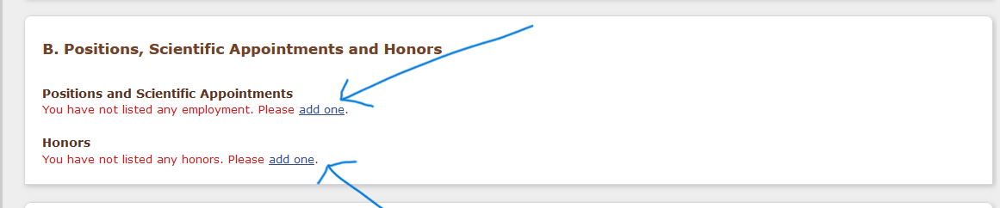 B. Positions, Scientific Appointments and Honors
Positions and Scientific Appointments
You have not listed any employment. Please add one.
Honors
You have not listed any honors. Please add one.